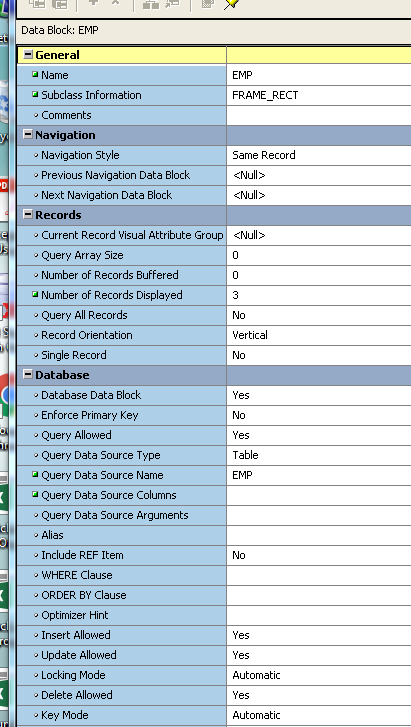 Data Block: EMP
General
Name EMP
Subclass Information FRAME_RECT
Comments
Navigation
Navigation Style Same Record
Previous Navigation Data Block <Null>
Next Navigation Data Block <Null>
Records
Current Record Visual Attribute Group <Null>
Query Array Size 0
Number of Records Buffered 0
Number of Records Displayed 3
Query All Records No
Record Orientation Vertical
Single Record No
Database
Database Data Block Yes
Enforce Primary Key No
Query Allowed Yes
Query Data Source Type Table
Query Data Source Name EMP
Query Data Source Columns
Query Data Source Arguments
Alias
Include REF Item No
WHERE Clause
ORDER BY Clause
Optimizer Hint
Insert Allowed Yes
Update Allowed Yes
Locking Mode Automatic
Delete Allowed Yes
Key Mode Automatic